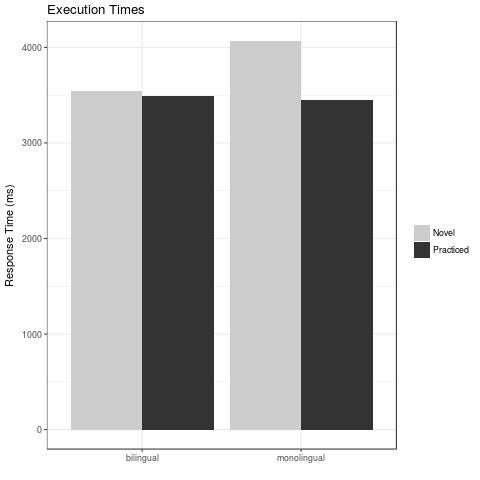 Execution Times
Response Time (ms)
4000
3000
2000
1000
0
bilingual
monolingual
Novel
Practiced